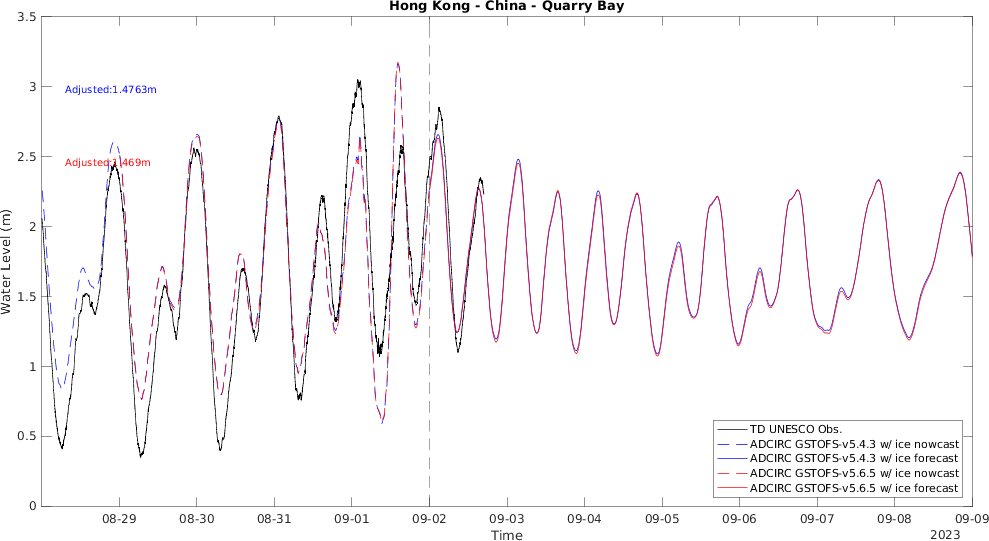 Hong Kong - China - Quarry Bay
3.5
3
2.5
2
1.5
1
0.5
0
Water Level (m)
Adjusted:1.4763m
Adjusted:1.469m
TD UNESCO Obs.
ADCIRC GSTOFS-v5.4.3 w/ ice nowcast
ADCIRC GSTOFS-v5.4.3 w/ ice forecast
ADCIRC GSTOFS-v5.6.5 w/ ice nowcast
ADCIRC GSTOFS-v5.6.5 w/ ice forecast
08-29 08-30 08-31 09-01 09-02 09-03 09-04 09-05 09-06 09-07 09-08 09-09
Time
2023